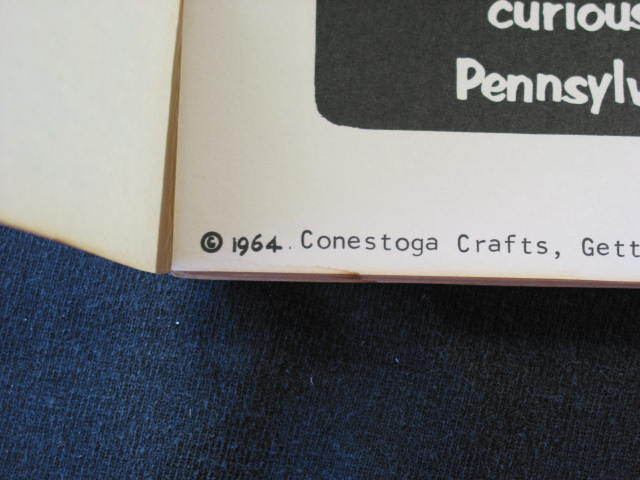 curious
Pennsylv
© 1964. Conestoga Crafts, Gett